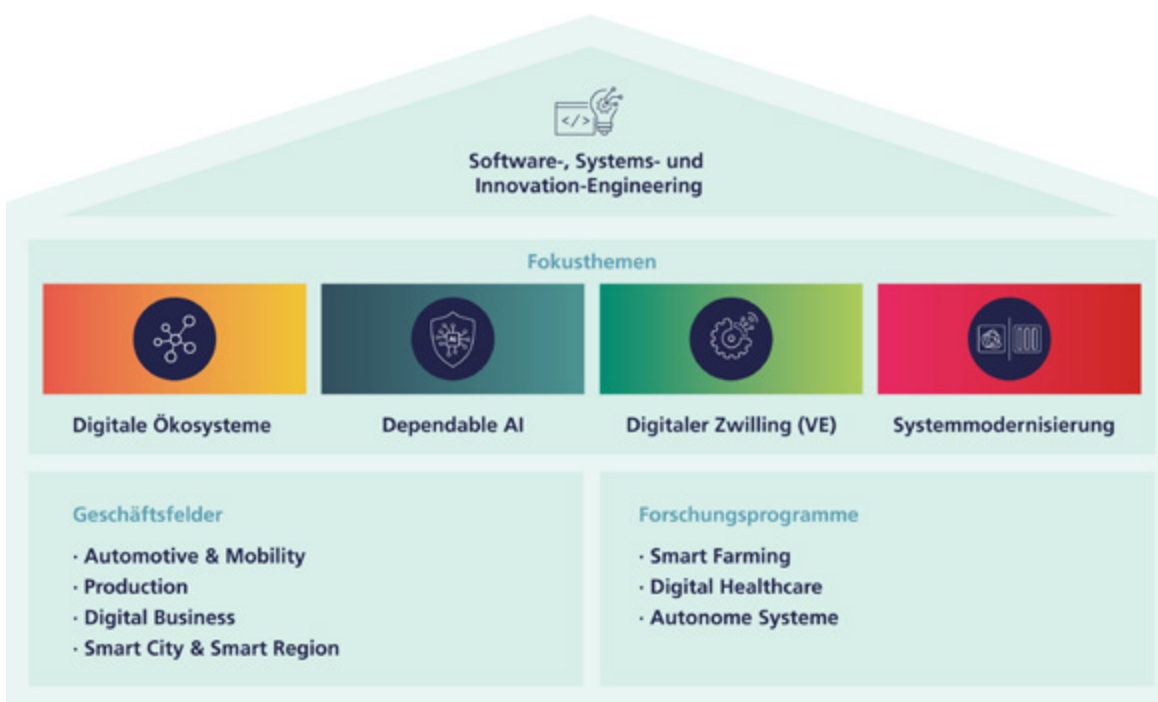 </>
Software-, Systems- und
Innovation-Engineering
Fokusthemen
AI
Digitale Ökosysteme
Dependable AI
Digitaler Zwilling (VE)
Systemmodernisierung
Geschäftsfelder
· Automotive & Mobility
· Production
· Digital Business
· Smart City & Smart Region
Forschungsprogramme
· Smart Farming
· Digital Healthcare
· Autonome Systeme